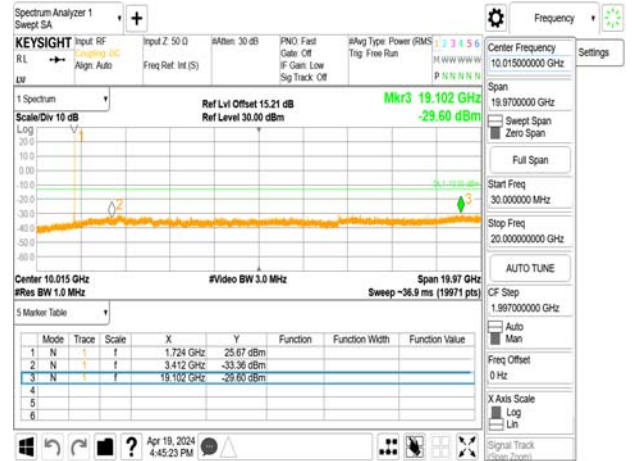 Spectrum Analyzer 1
Swept SA
+
Frequency
KEYSIGHT
RL
Input: RF
Coupling: DC
Align: Auto
Input Z: 50 Ω
Freq Ref: Int (S)
#Atten: 30 dB
PNO: Fast
Gate: Off
IF Gain: Low
Sig Track: Off
#Avg Type: Power (RMS
Trig: Free Run
1 2 3 4 5 6
M W W W W W
P N N N N N
LNI
1 Spectrum
Scale/Div 10 dB
Ref Lvl Offset 15.21 dB
Ref Level 30.00 dBm
Mkr3 19.102 GHz
-29.60 dBm
Log
20.0
10.0
0.00
-10.0
-20.0
-30.0
-40.0
-50.0
-60.0
1
2
3
Center 10.015 GHz
#Res BW 1.0 MHz
#Video BW 3.0 MHz
Span 19.97 GHz
Sweep ~36.9 ms (19971 pts)
5 Marker Table
Mode Trace Scale X Y Function Function Width Function Value
1 N 1 f 1.724 GHz 25.67 dBm
2 N 1 f 3.412 GHz -33.36 dBm
3 N 1 f 19.102 GHz -29.60 dBm
4
5
6
Apr 19, 2024
4:45:23 PM
Center Frequency
10.015000000 GHz
Settings
Span
19.9700000 GHz
Swept Span
Zero Span
Full Span
Start Freq
30.000000 MHz
Stop Freq
20.000000000 GHz
AUTO TUNE
CF Step
1.997000000 GHz
Auto
Man
Freq Offset
0 Hz
X Axis Scale
Log
Lin
Signal Track
(Span Zoom)